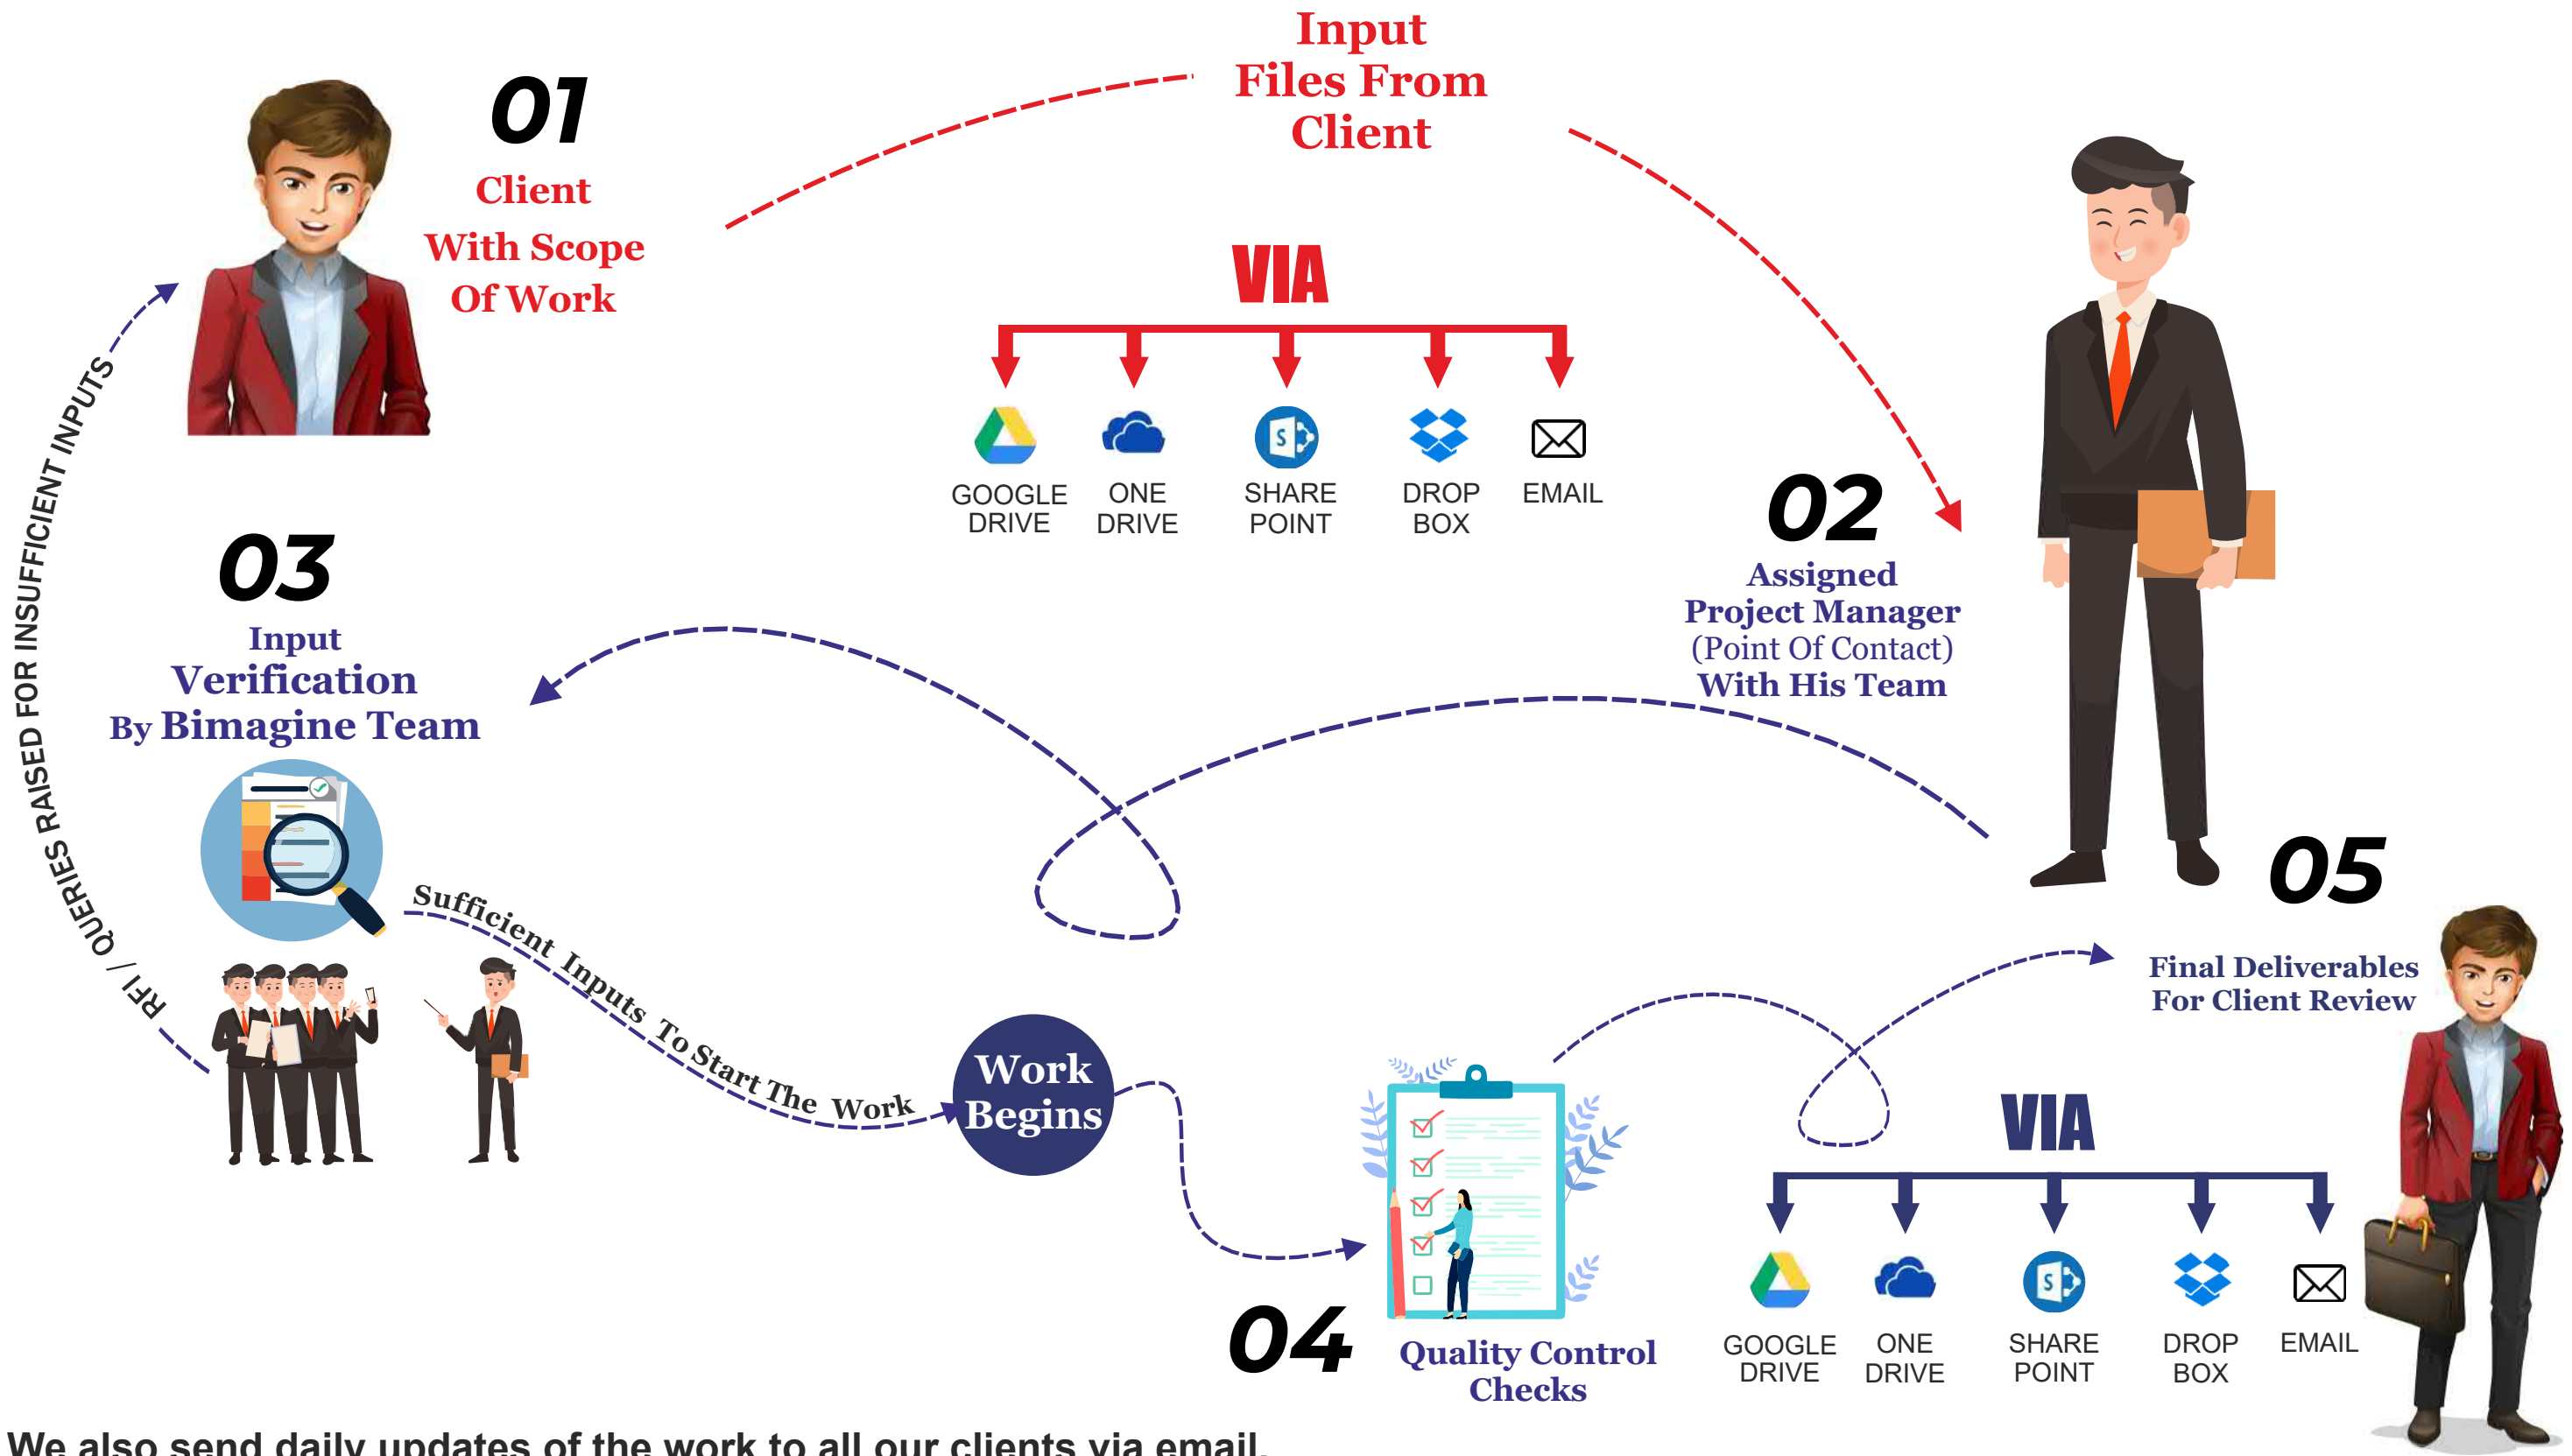 01
Client
With Scope
Of Work
Input
Files From
Client
VIA
GOOGLE
DRIVE
ONE
DRIVE
SHARE
POINT
DROP
BOX
EMAIL
02
Assigned
Project Manager
(Point Of Contact)
With His Team
03
Input
Verification
By Bimagine Team
RFI / QUERIES RAISED FOR INSUFFICIENT INPUTS
Sufficient Inputs To Start The Work
Work
Begins
04
Quality Control
Checks
05
Final Deliverables
For Client Review
VIA
GOOGLE
DRIVE
ONE
DRIVE
SHARE
POINT
DROP
BOX
EMAIL
We also send daily updates of the work to all our clients via email.